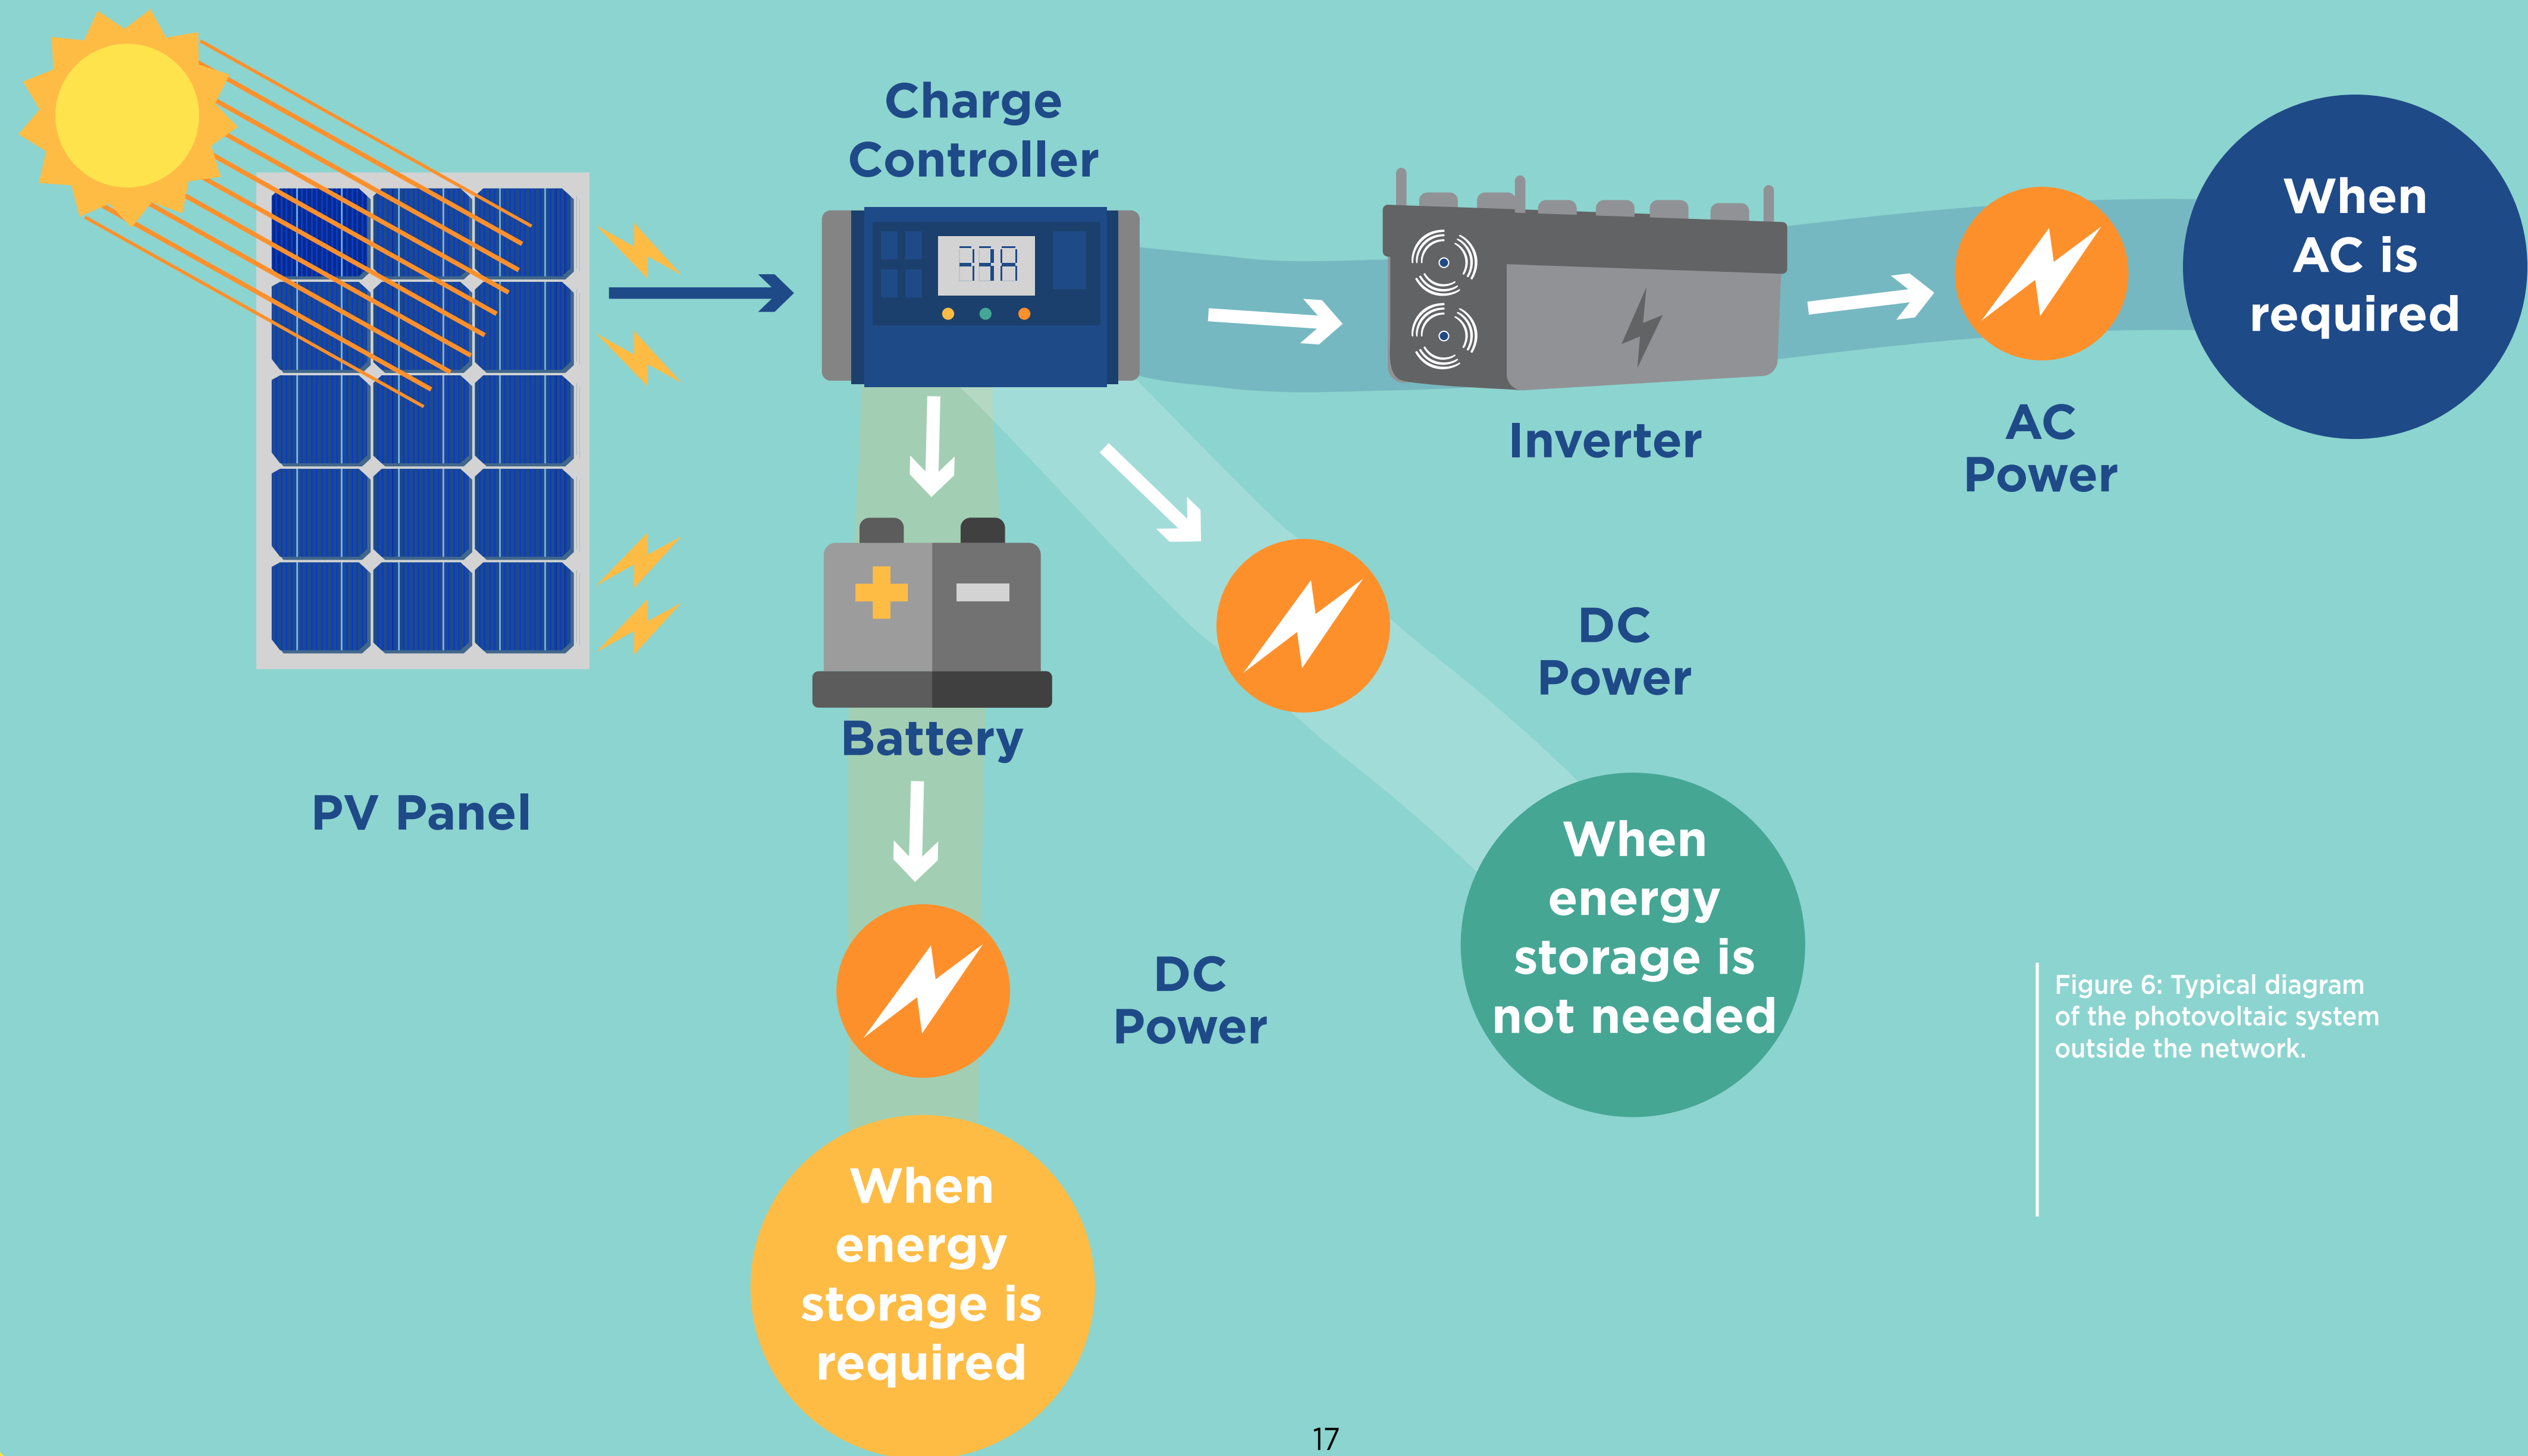 Charge
Controller
When
AC is
required
Inverter
AC
Power
DC
Power
Battery
PV Panel
When
energy
storage is
not needed
DC
Power
Figure 6: Typical diagram
of the photovoltaic system
outside the network.
When
energy
storage is
required
17